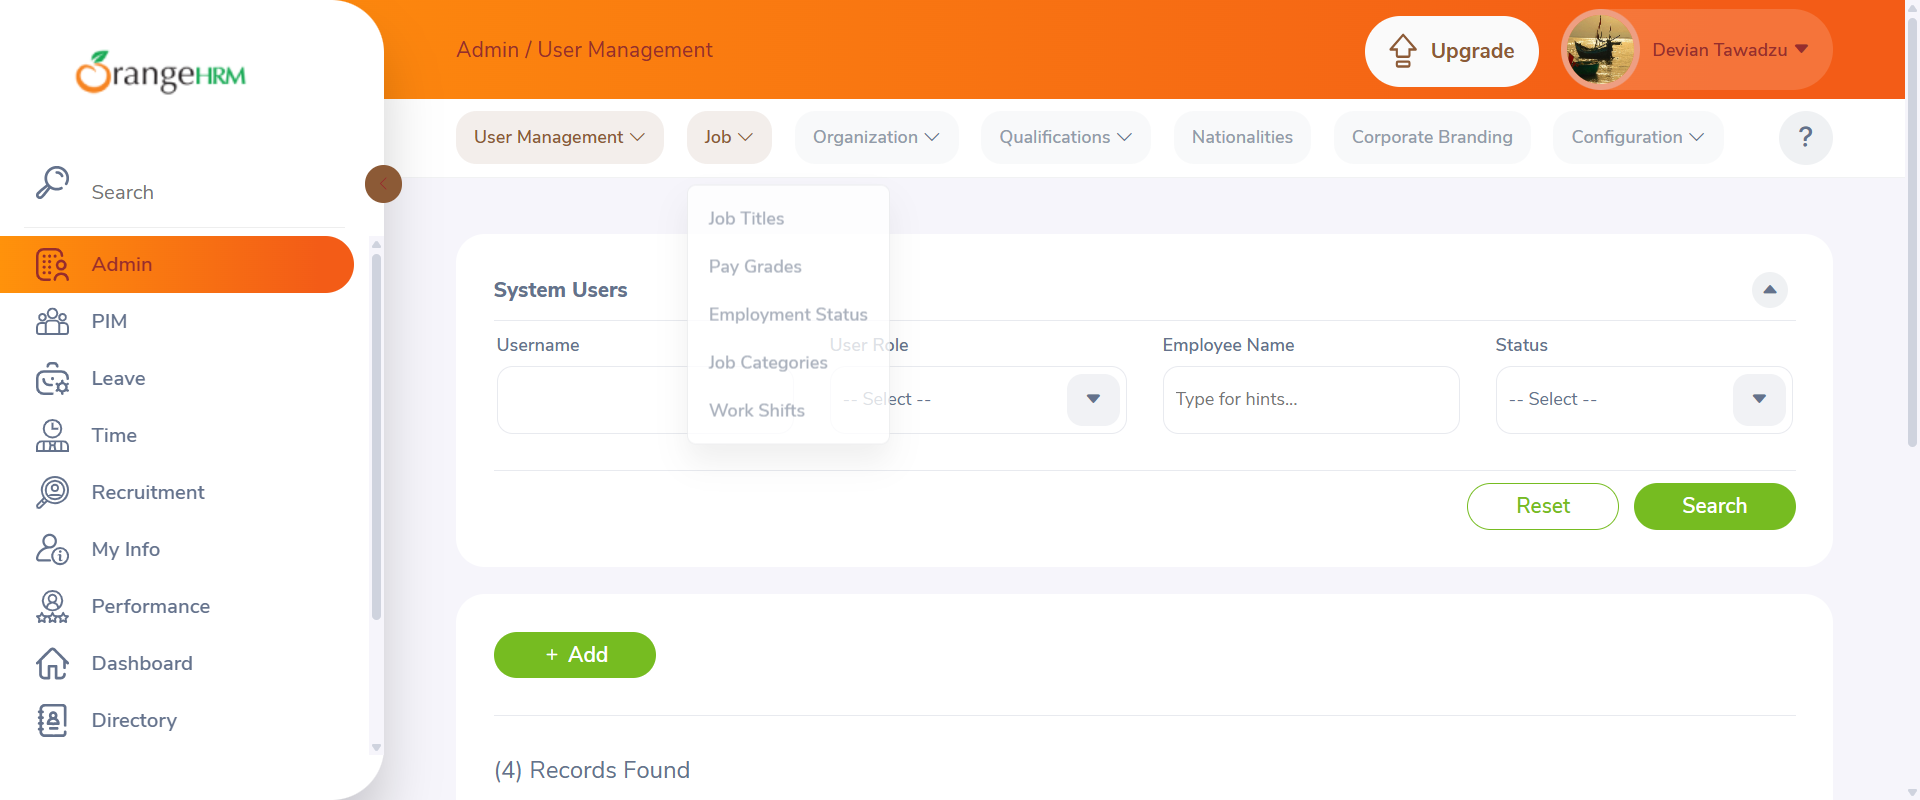 OrangeHRM
Admin / User Management
Upgrade
Devian Tawadzu
User Management
Job
Organization
Qualifications
Nationalities
Corporate Branding
Configuration
?
Search
Admin
PIM
Leave
Time
Recruitment
My Info
Performance
Dashboard
Directory
Job Titles
Pay Grades
Employment Status
Job Categories
Work Shifts
System Users
Username
User Role
Employee Name
Status
-- Select --
Type for hints...
-- Select --
Reset
Search
+ Add
(4) Records Found